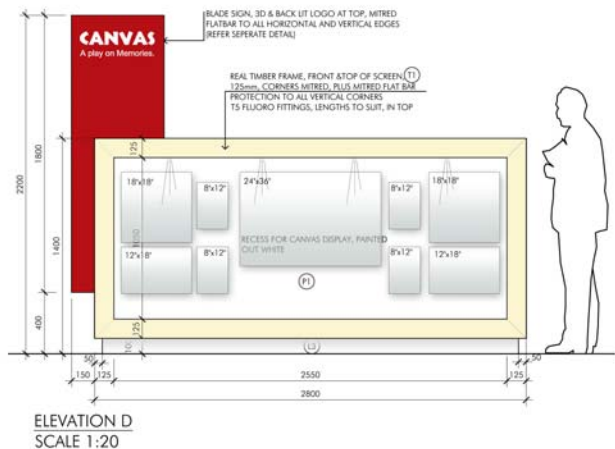 BLADE SIGN, 3D & BACK LIT LOGO AT TOP, MITRED
FLATBAR TO ALL HORIZONTAL AND VERTICAL EDGES
(REFER SEPERATE DETAIL)
CANVAS
A play on Memories.
REAL TIMBER FRAME, FRONT &TOP OF SCREEN,
T1
125mm, CORNERS MITRED, PLUS MITRED FLAT BAR
PROTECTION TO ALL VERTICAL CORNERS
T5 FLUORO FITTINGS, LENGTHS TO SUIT, IN TOP
2200
1800
1400
400
125
18"x18"
8"x12"
24"x36"
8"x12"
18"x18"
RECESS FOR CANVAS DISPLAY, PAINTED
OUT WHITE
12"x18"
8"x12"
8"x12"
12"x18"
P1
125
50
50
150
125
2550
125
2800
ELEVATION D
SCALE 1:20